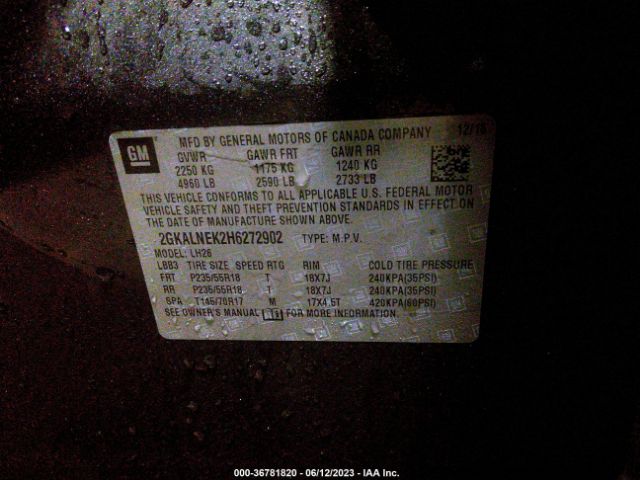 GM
MFD BY GENERAL MOTORS OF CANADA COMPANY 12/16
GVWR GAWR FRT GAWR RR
2250 KG 1175 KG 1240 KG
4960 LB 2590 LB 2733 LB
THIS VEHICLE CONFORMS TO ALL APPLICABLE U.S. FEDERAL MOTOR
VEHICLE SAFETY AND THEFT PREVENTION STANDARDS IN EFFECT ON
THE DATE OF MANUFACTURE SHOWN ABOVE.
2GKALNEK2H6272902 TYPE: M.P.V.
MODEL: LH26
LBB3 TIRE SIZE SPEED RTG RIM COLD TIRE PRESSURE
FRT P235/55R18 T 18X7J 240KPA(35PSI)
RR P235/55R18 T 18X7J 240KPA(35PSI)
SPA T145/70R17 M 17X4.5T 420KPA(60PSI)
SEE OWNER'S MANUAL FOR MORE INFORMATION.
000-36781820 - 06/12/2023 - IAA Inc.